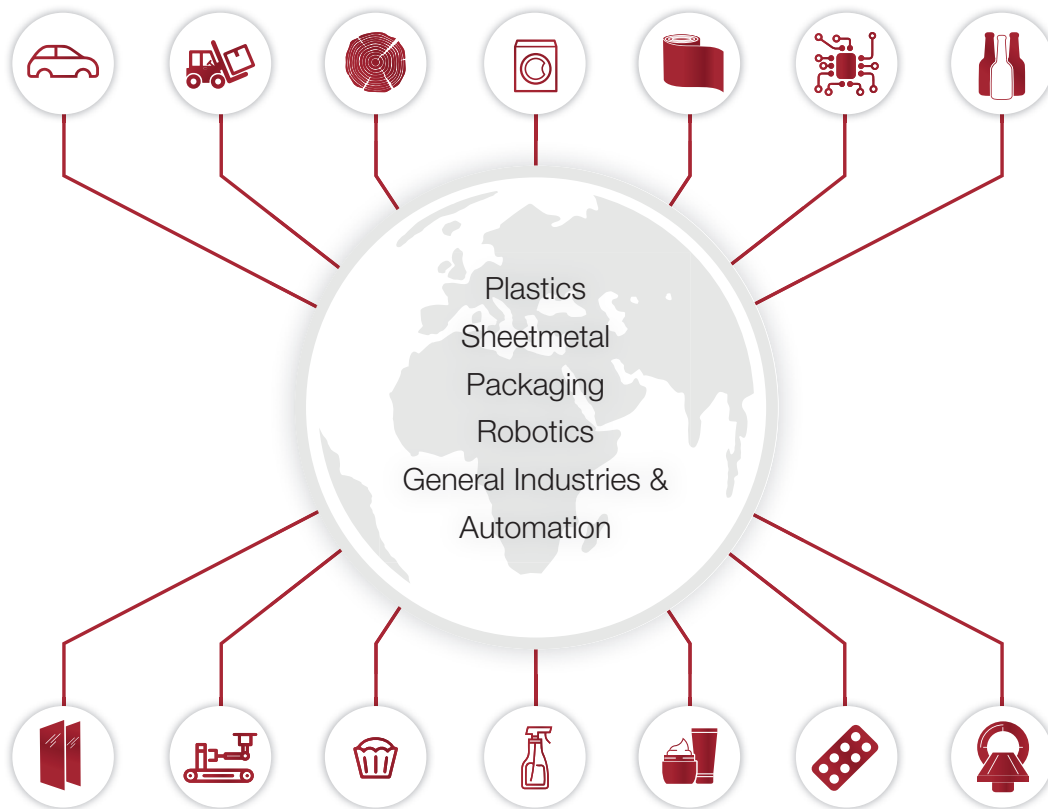 Plastics
Sheetmetal
Packaging
Robotics
General Industries &
Automation